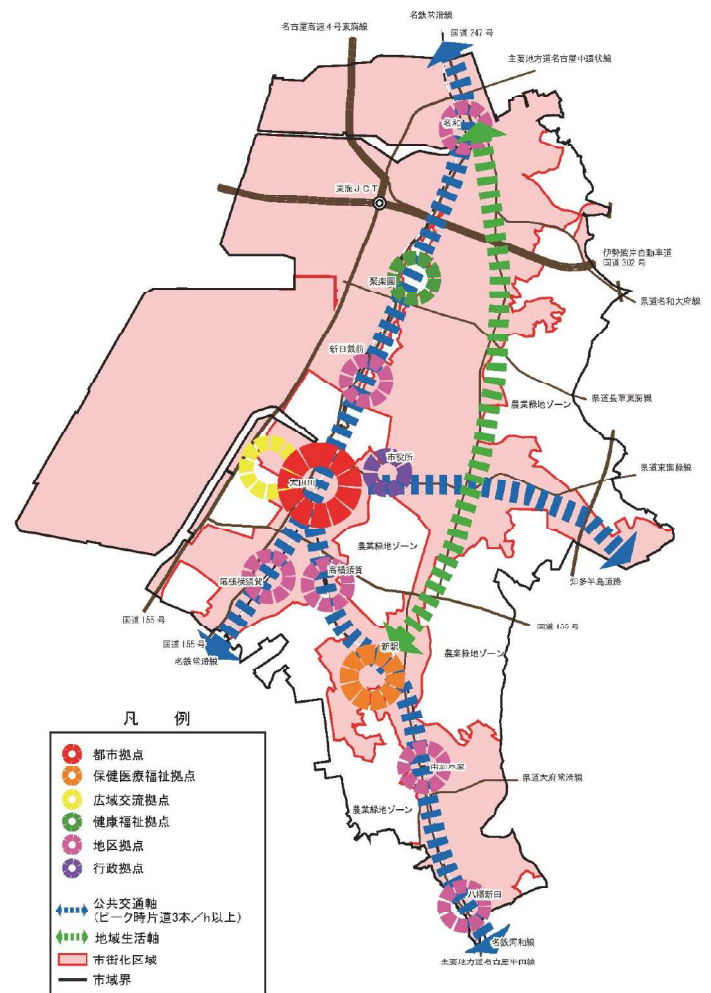 名鉄常滑線
国道247号
名古屋高速4号東海線
主要地方道名古屋中環状線
名和
東海JCT
伊勢湾岸自動車道
国道302号
聚楽園
県道名和大府線
新日鉄前
県道長草東海線
農業緑地ゾーン
市役所
県道東海緑線
太田川
農業緑地ゾーン
尾張横須賀
高横須賀
知多半島道路
国道155号
国道155号
国道155号
名鉄常滑線
新駅
農業緑地ゾーン
凡例
都市拠点
保健医療福祉拠点
広域交流拠点
健康福祉拠点
地区拠点
行政拠点
公共交通軸
(ピーク時片道3本/h以上)
地域生活軸
市街化区域
市域界
南加木屋
県道大府常滑線
農業緑地ゾーン
八幡新田
名鉄河和線
主要地方道名古屋半田線